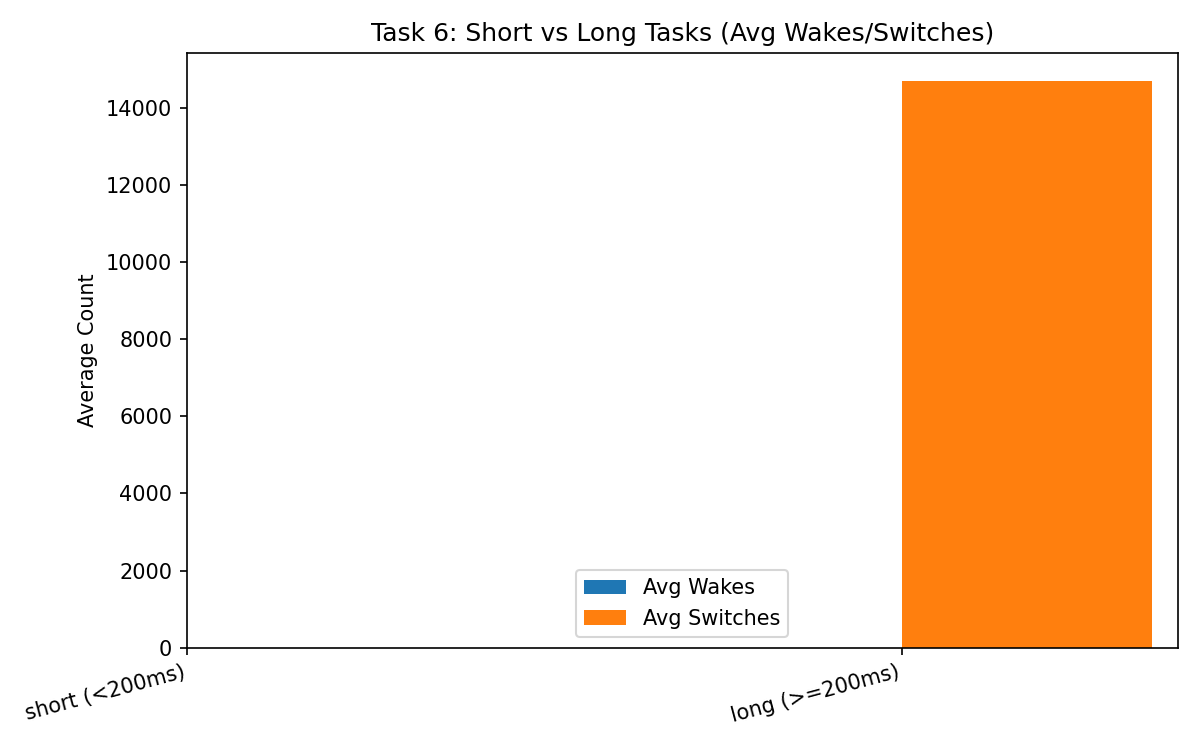 Task 6: Short vs Long Tasks (Avg Wakes/Switches)
Average Count
14000
12000
10000
8000
6000
4000
2000
0
Avg Wakes
Avg Switches
short (<200ms)
long (>=200ms)